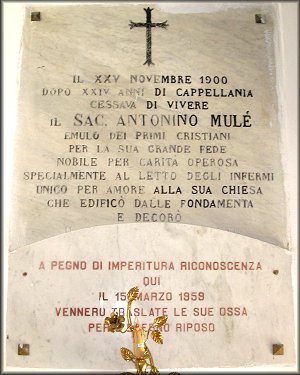 IL XXV NOVEMBRE 1900
DOPO XXIV ANNI DI CAPPELLANIA
CESSAVA DI VIVERE
IL SAC. ANTONINO MULÉ
EMULO DEI PRIMI CRISTIANI
PER LA SUA GRANDE FEDE
NOBILE PER CARITÀ OPEROSA
SPECIALMENTE AL LETTO DEGLI INFERMI
UNICO PER AMORE ALLA SUA CHIESA
CHE EDIFICÒ DALLE FONDAMENTA
E DECORÒ
A PEGNO DI IMPERITURA RICONOSCENZA
QUI
IL 15 MARZO 1959
VENNERU TRASLATE LE SUE OSSA
RIPOSO